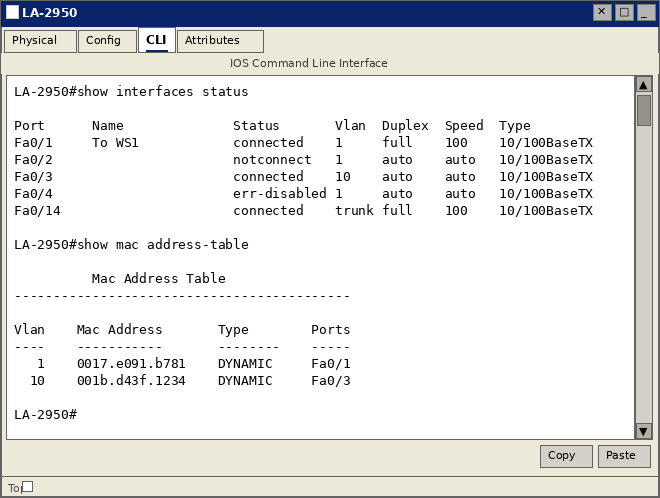 LA-2950
Physical Config CLI Attributes
IOS Command Line Interface
LA-2950#show interfaces status
Port      Name              Status       Vlan  Duplex  Speed  Type
Fa0/1     To WS1            connected    1     full    100    10/100BaseTX
Fa0/2                       notconnect   1     auto    auto   10/100BaseTX
Fa0/3                       connected    10    auto    auto   10/100BaseTX
Fa0/4                       err-disabled 1     auto    auto   10/100BaseTX
Fa0/14                      connected    trunk full    100    10/100BaseTX
LA-2950#show mac address-table
          Mac Address Table
-------------------------------------------
Vlan    Mac Address       Type        Ports
----    -----------       --------    -----
   1    0017.e091.b781    DYNAMIC     Fa0/1
  10    001b.d43f.1234    DYNAMIC     Fa0/3
LA-2950#
Copy Paste
Top